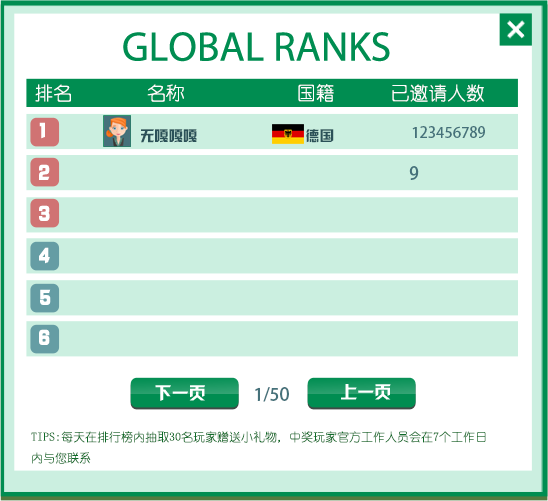 GLOBAL RANKS
排名 名称 国籍 已邀请人数
1 无嘎嘎嘎 德国 123456789
2 9
3
4
5
6
下一页 1/50 上一页
TIPS:每天在排行榜内抽取30名玩家赠送小礼物，中奖玩家官方工作人员会在7个工作日
内与您联系